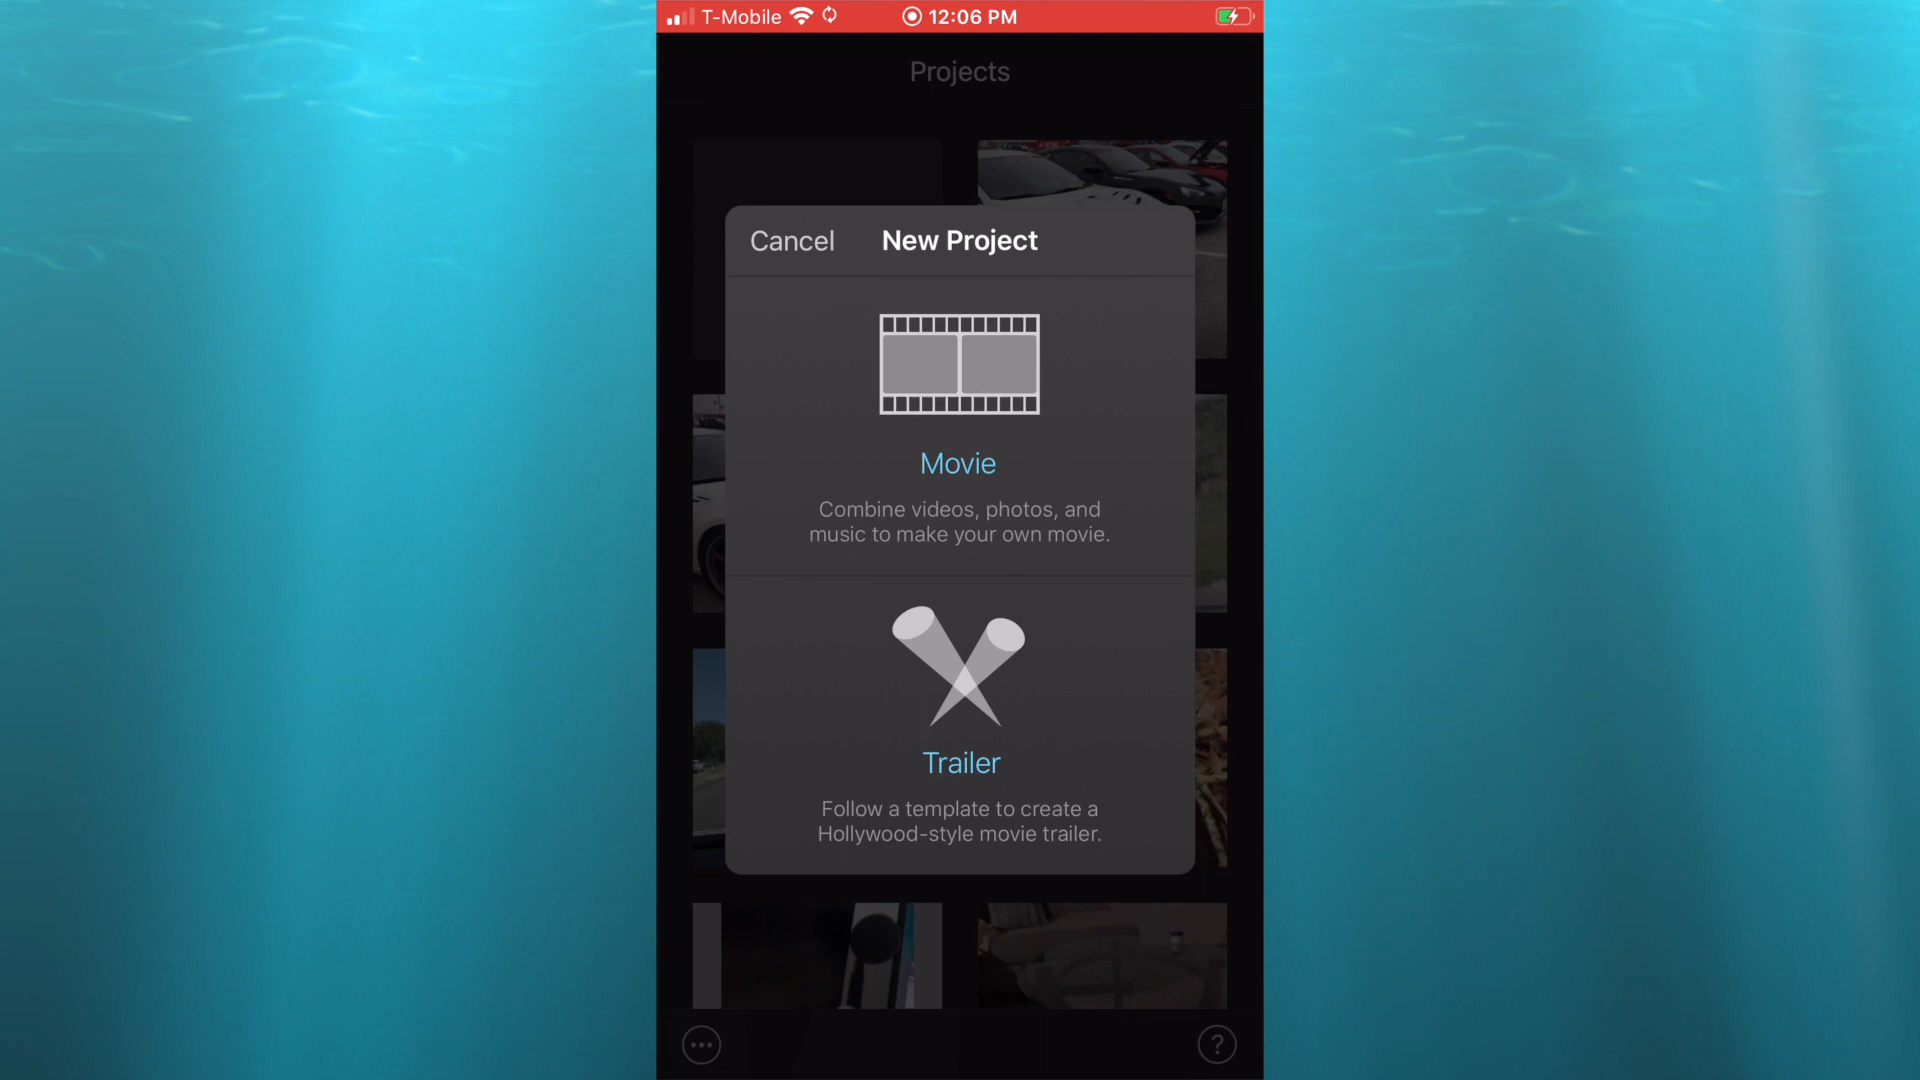 T-Mobile 12:06 PM
Projects
Cancel New Project
Movie
Combine videos, photos, and
music to make your own movie.
Trailer
Follow a template to create a
Hollywood-style movie trailer.
?